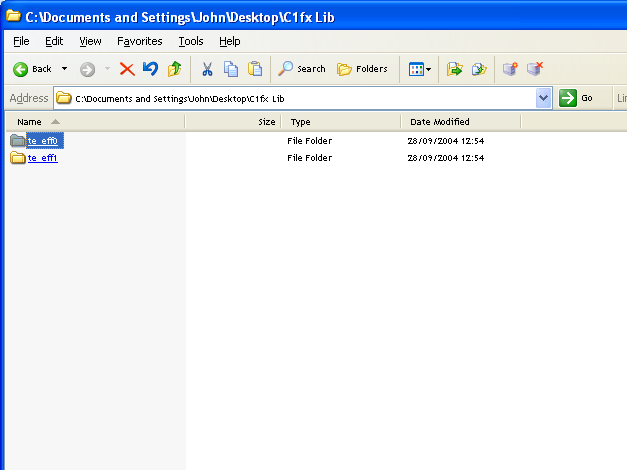 C:\Documents and Settings\John\Desktop\C1fx Lib
File Edit View Favorites Tools Help
Back Search Folders Go
Address C:\Documents and Settings\John\Desktop\C1fx Lib Go Lin
Name Size Type Date Modified
te_eff0 File Folder 28/09/2004 12:54
te_eff1 File Folder 28/09/2004 12:54